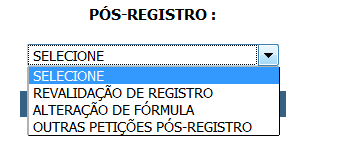 PÓS-REGISTRO :
SELECIONE
SELECIONE
REVALIDAÇÃO DE REGISTRO
ALTERAÇÃO DE FÓRMULA
OUTRAS PETIÇÕES PÓS-REGISTRO